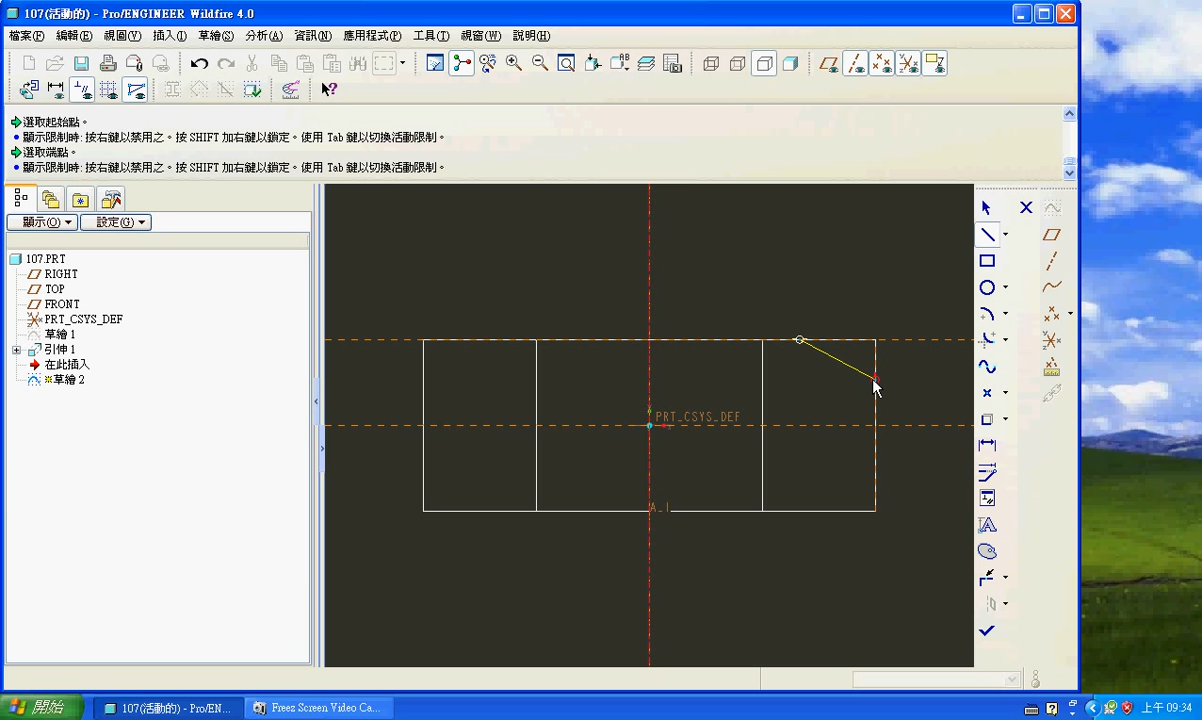 107(活動的) - Pro/ENGINEER Wildfire 4.0
檔案(F) 編輯(E) 視圖(V) 插入(I) 草繪(S) 分析(A) 資訊(N) 應用程式(P) 工具(T) 視窗(W) 說明(H)
選取起始點。
顯示限制時: 按右鍵以禁用之。按 SHIFT 加右鍵以鎖定。使用 Tab 鍵以切換活動限制。
選取端點。
顯示限制時: 按右鍵以禁用之。按 SHIFT 加右鍵以鎖定。使用 Tab 鍵以切換活動限制。
顯示(O) 設定(G)
107.PRT
RIGHT
TOP
FRONT
PRT_CSYS_DEF
草繪 1
引伸 1
在此插入
草繪 2
PRT_CSYS_DEF
A_1
開始 107(活動的) - Pro/EN... Freez Screen Video Ca... 上午 09:34